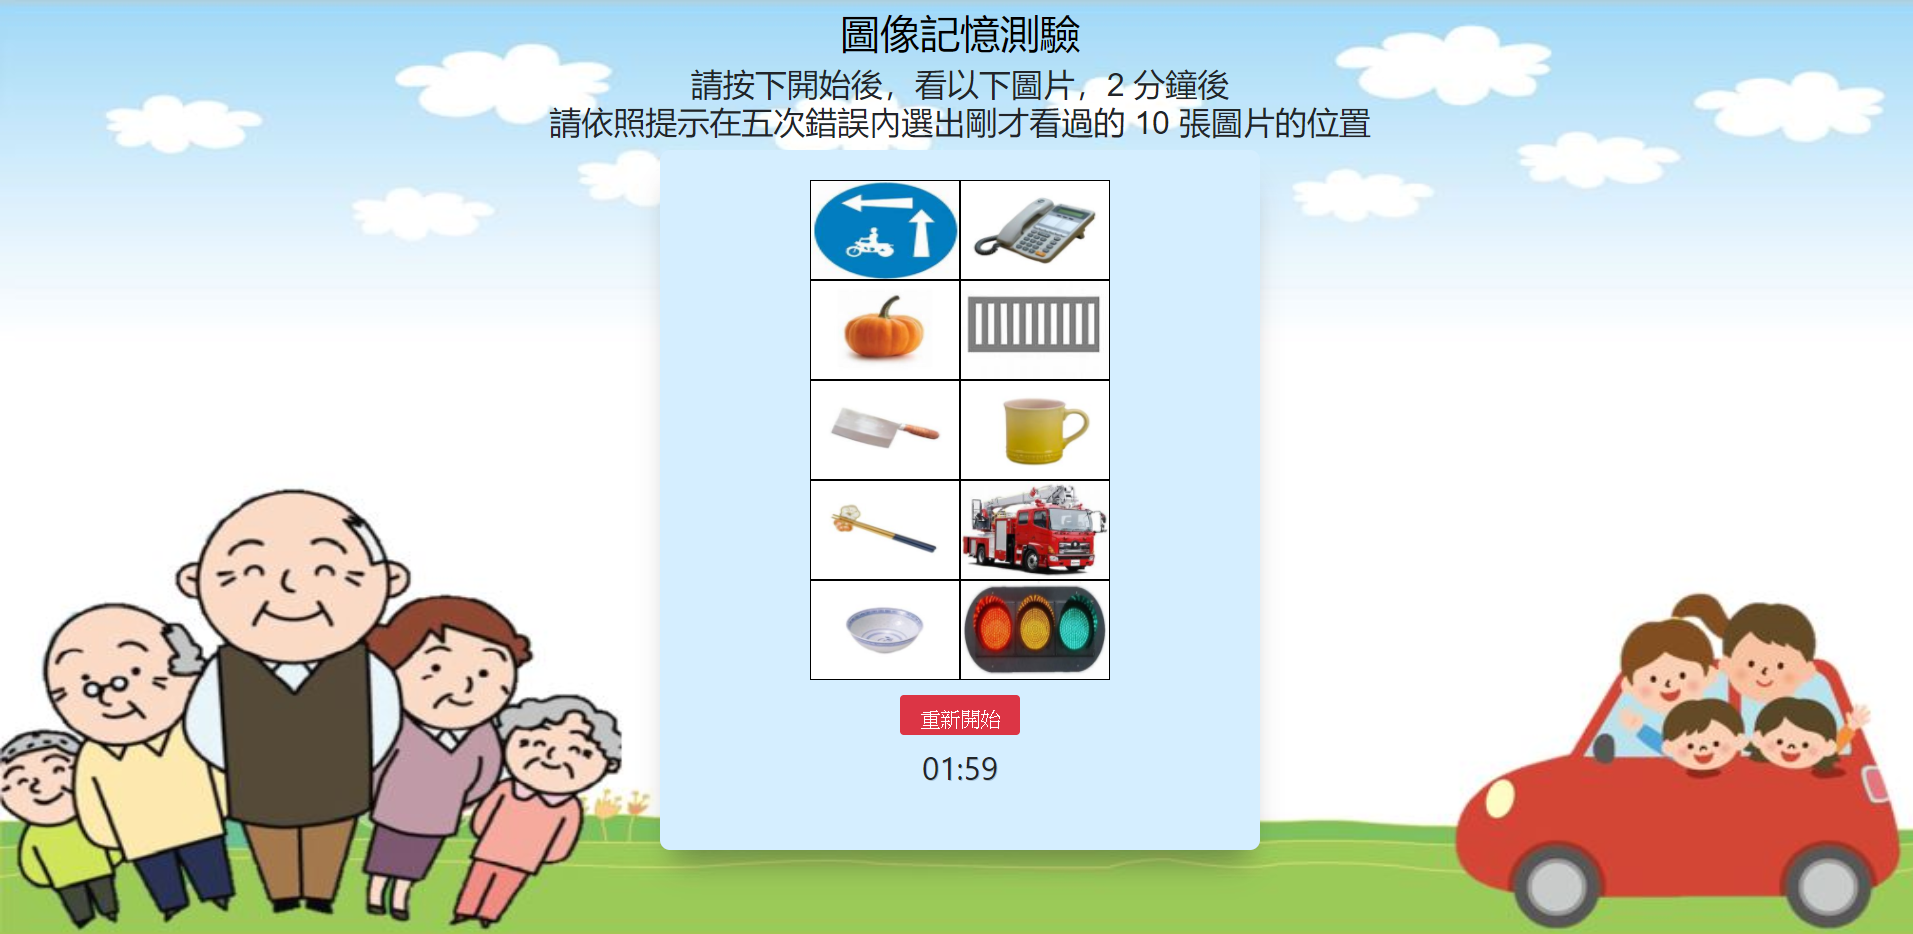 圖像記憶測驗
請按下開始後，看以下圖片，2 分鐘後
請依照提示在五次錯誤內選出剛才看過的 10 張圖片的位置
重新開始
01:59